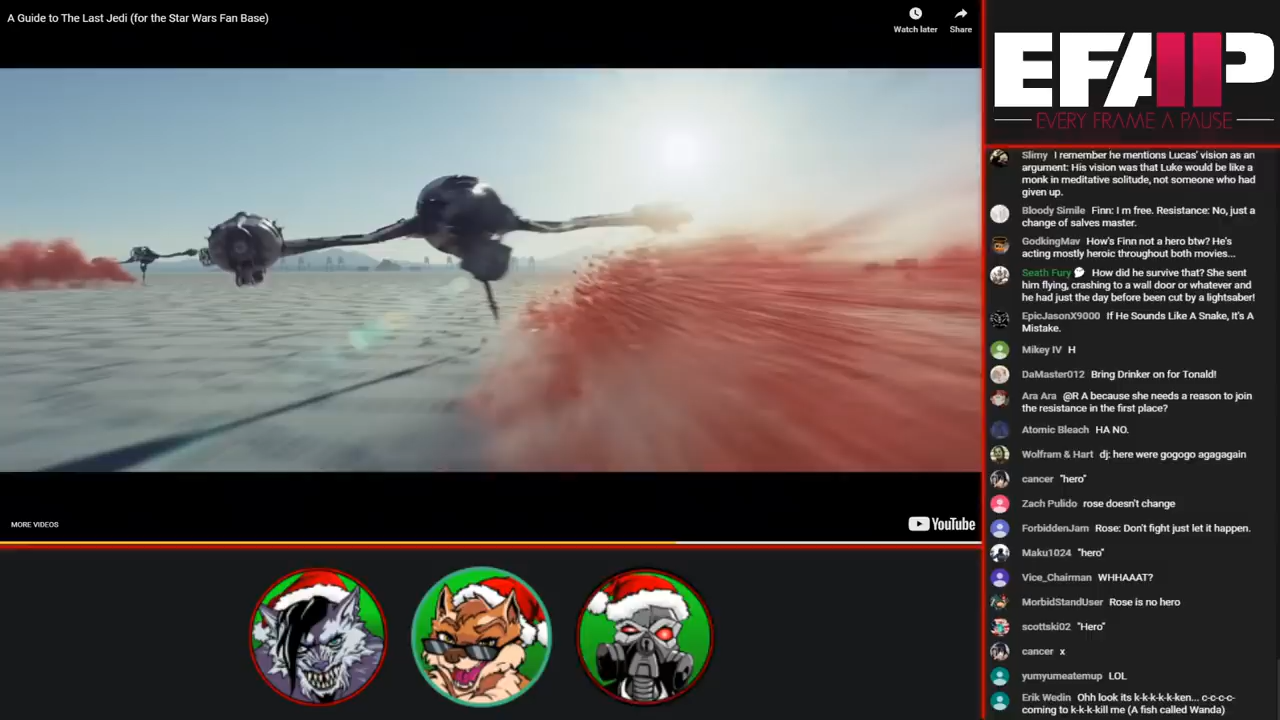 A Guide to The Last Jedi (for the Star Wars Fan Base)
Watch later
Share
MORE VIDEOS
YouTube
EFAP
EVERY FRAME A PAUSE
Slimy I remember he mentions Lucas' vision as an
argument: His vision was that Luke would be like a
monk in meditative solitude, not someone who had
given up.
Bloody Simile Finn: I m free. Resistance: No, just a
change of salves master.
GodkingMav How's Finn not a hero btw? He's
acting mostly heroic throughout both movies...
Seath Fury How did he survive that? She sent
him flying, crashing to a wall door or whatever and
he had just the day before been cut by a lightsaber!
EpicJasonX9000 If He Sounds Like A Snake, It's A
Mistake.
Mikey IV H
DaMaster012 Bring Drinker on for Tonald!
Ara Ara @R A because she needs a reason to join
the resistance in the first place?
Atomic Bleach HA NO.
Wolfram & Hart dj: here were gogogo agagagain
cancer "hero"
Zach Pulido rose doesn't change
ForbiddenJam Rose: Don't fight just let it happen.
Maku1024 "hero"
Vice_Chairman WHHAAAT?
MorbidStandUser Rose is no hero
scottski02 "Hero"
cancer x
yumyumeatemup LOL
Erik Wedin Ohh look its k-k-k-k-k-ken... c-c-c-c-
coming to k-k-k-kill me (A fish called Wanda)